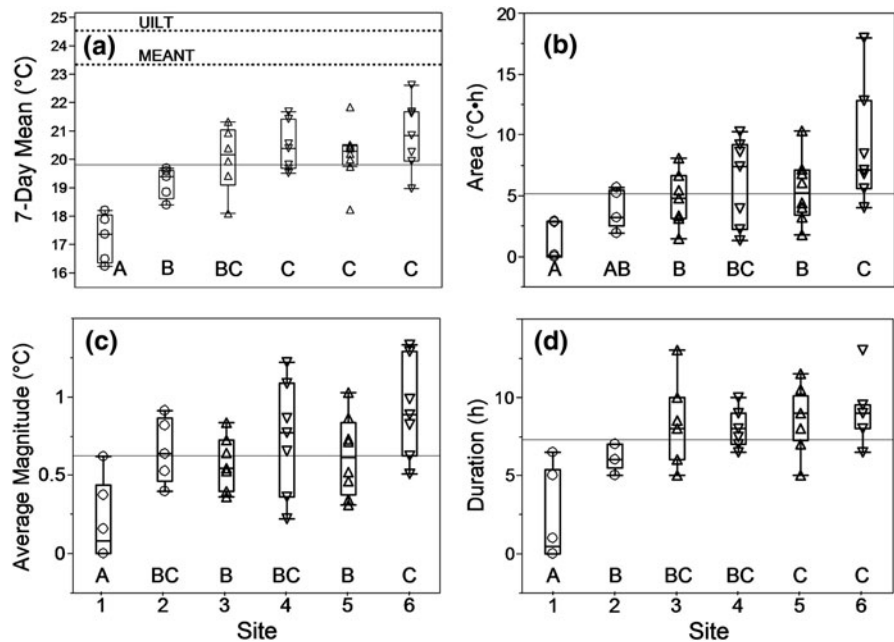 (a)
UILT
MEANT
7-Day Mean (°C)
25
24
23
22
21
20
19
18
17
16
A B BC C C C
(b)
Area (°C•h)
20
15
10
5
0
A AB B BC B C
(c)
Average Magnitude (°C)
1
0.5
0
A BC B BC B C
1 2 3 4 5 6
Site
(d)
Duration (h)
10
5
0
A B BC BC C C
1 2 3 4 5 6
Site